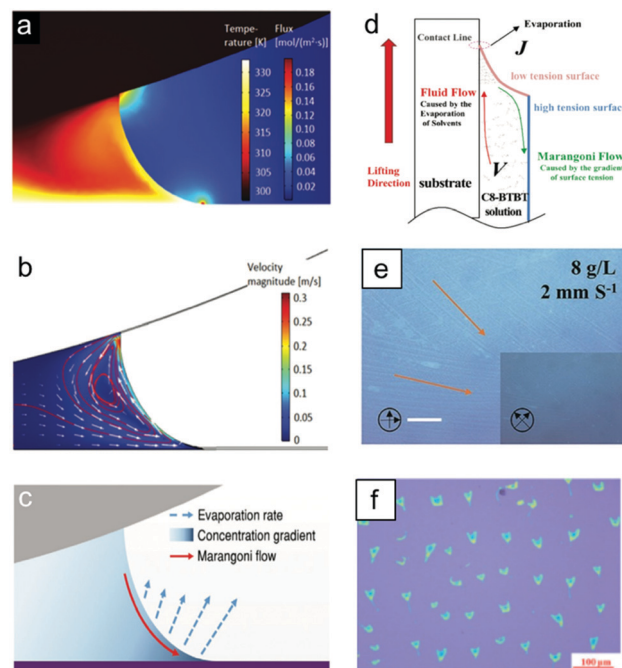 a
Tempe-
rature [K]
Flux
[mol/(m²·s)]
330
325
320
315
310
305
300
0.18
0.16
0.14
0.12
0.10
0.08
0.06
0.04
0.02
b
Velocity
magnitude [m/s]
0.3
0.25
0.2
0.15
0.1
0.05
0
c
Evaporation rate
Concentration gradient
Marangoni flow
d
Evaporation
Contact Line
J
low tension surface
Fluid Flow
Caused by the
Evaporation
of Solvents
high tension surface
Marangoni Flow
Caused by the gradient
of surface tension
Lifting
Direction
substrate
V
C8-BTBT
solution
e
8 g/L
2 mm S⁻¹
f
100 μm